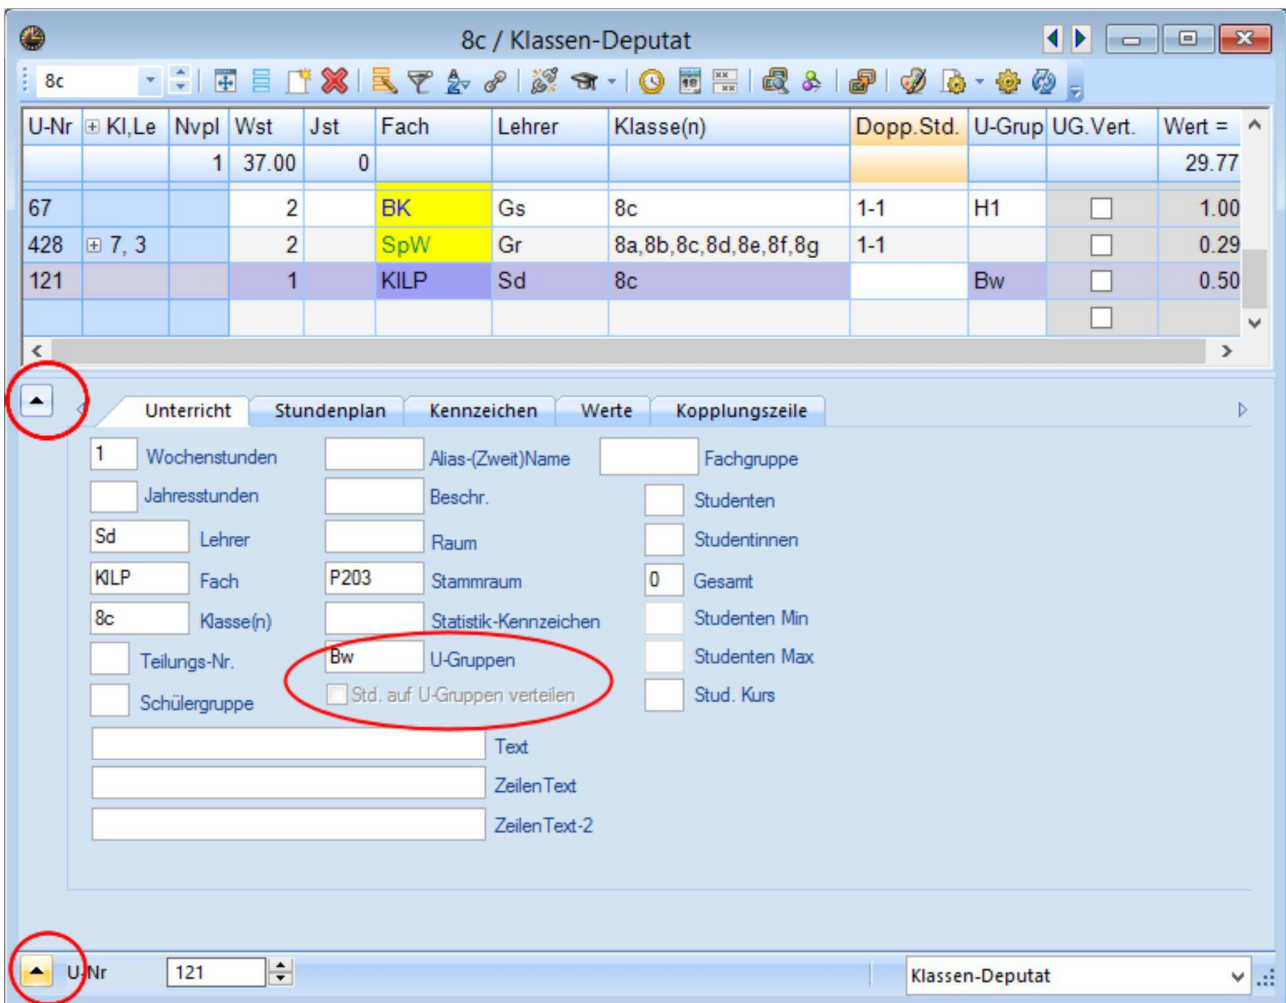 8c / Klassen-Deputat
8c
U-Nr Kl,Le Nvpl Wst Jst Fach Lehrer Klasse(n) Dopp.Std. U-Grup UG.Vert. Wert =
1 37.00 0 29.77
67 2 BK Gs 8c 1-1 H1 1.00
428 7, 3 2 SpW Gr 8a,8b,8c,8d,8e,8f,8g 1-1 0.29
121 1 KILP Sd 8c Bw 0.50
Unterricht Stundenplan Kennzeichen Werte Kopplungszeile
1 Wochenstunden Alias-(Zweit)Name Fachgruppe
Jahresstunden Beschr. Studenten
Sd Lehrer Raum Studentinnen
KILP Fach P203 Stammraum 0 Gesamt
8c Klasse(n) Statistik-Kennzeichen Studenten Min
Teilungs-Nr. Bw U-Gruppen Studenten Max
Schülergruppe Std. auf U-Gruppen verteilen Stud. Kurs
Text
ZeilenText
ZeilenText-2
U-Nr 121 Klassen-Deputat